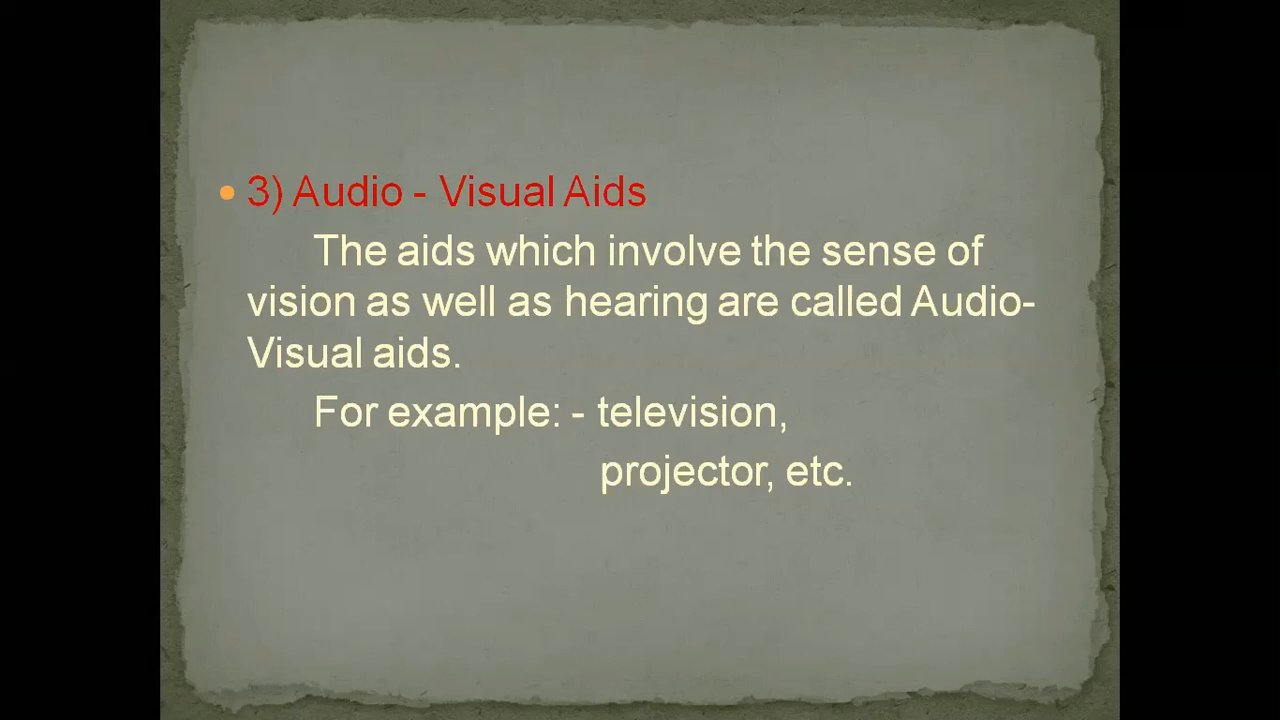 3) Audio - Visual Aids
The aids which involve the sense of
vision as well as hearing are called Audio-
Visual aids.
For example: - television,
projector, etc.